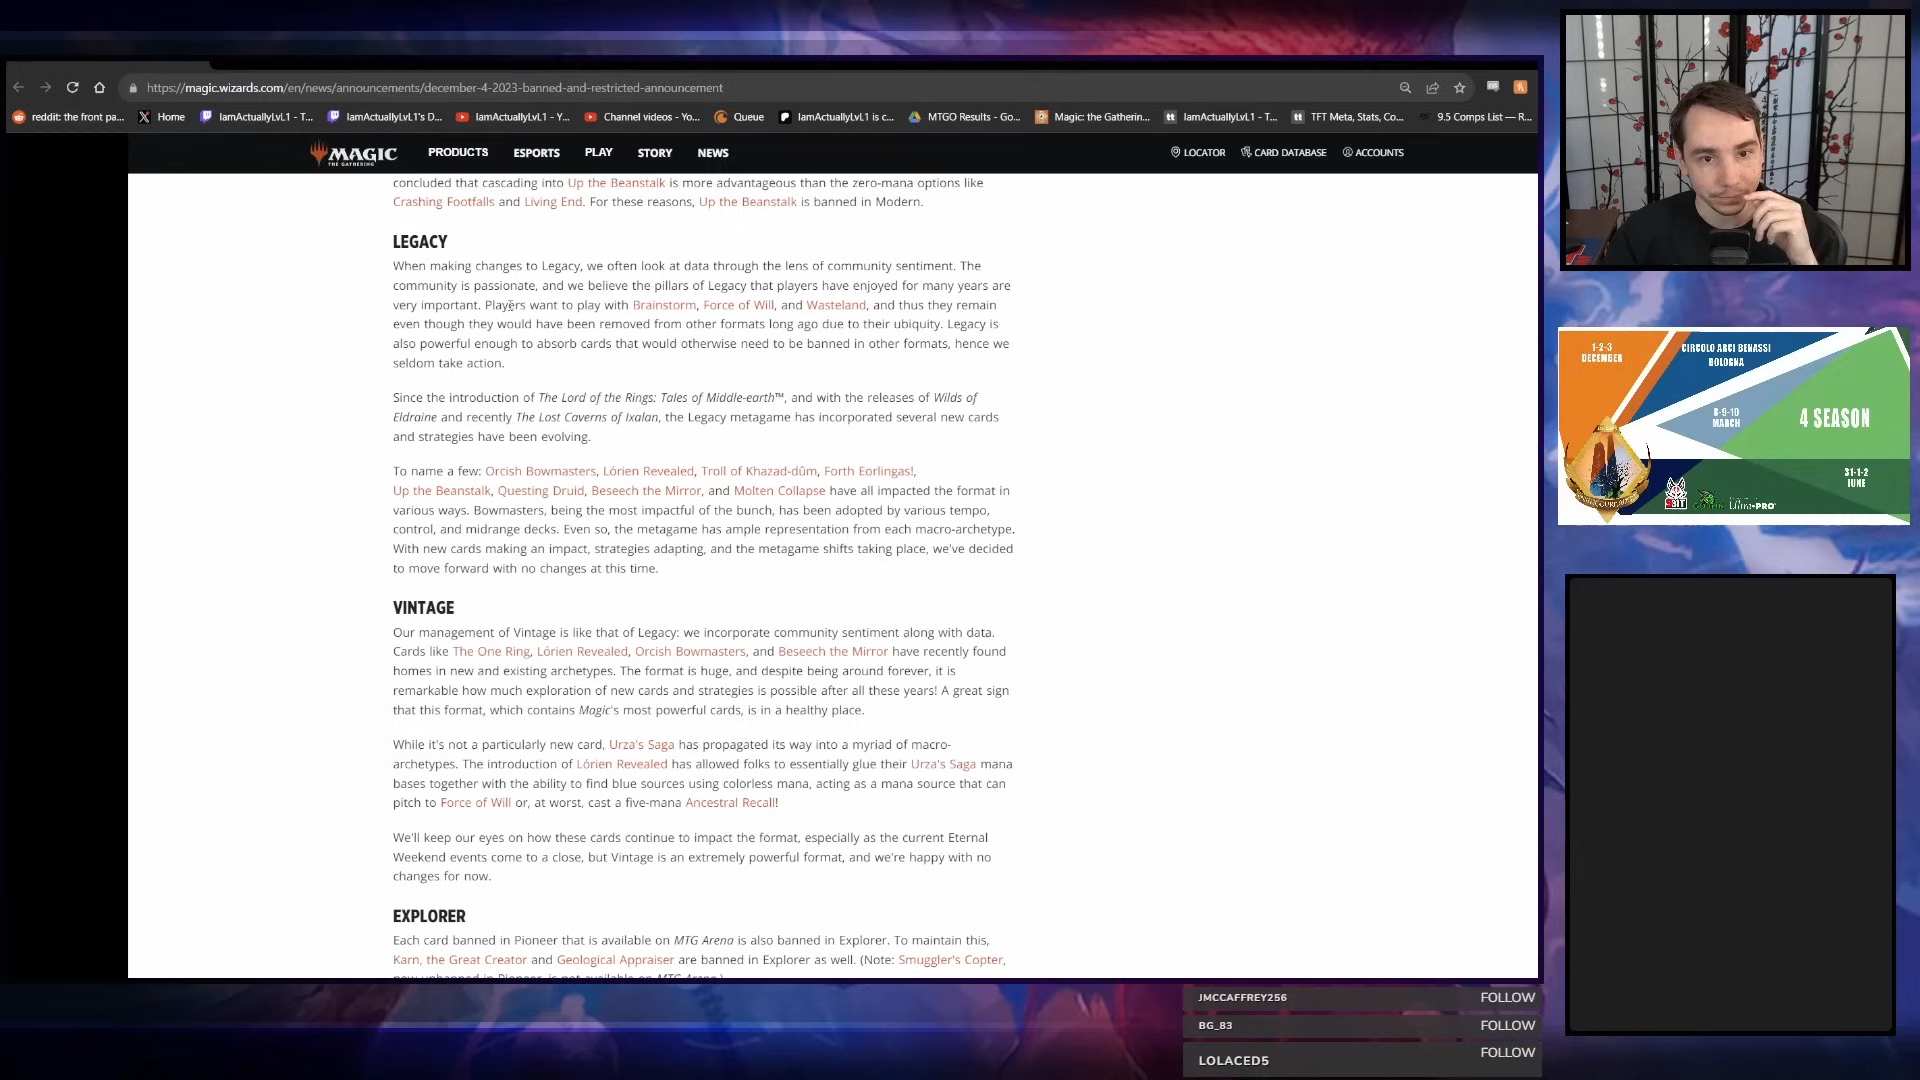 https://magic.wizards.com/en/news/announcements/december-4-2023-banned-and-restricted-announcement
reddit: the front pa... Home IamActuallyLvL1 - T... IamActuallyLvL1's D... IamActuallyLvL1 - Y... Channel videos - Yo... Queue IamActuallyLvL1 is c... MTGO Results - Go... Magic: the Gatherin... IamActuallyLvL1 - T... TFT Meta, Stats, Co... 9.5 Comps List — R...
MAGIC THE GATHERING PRODUCTS ESPORTS PLAY STORY NEWS LOCATOR CARD DATABASE ACCOUNTS
concluded that cascading into Up the Beanstalk is more advantageous than the zero-mana options like
Crashing Footfalls and Living End. For these reasons, Up the Beanstalk is banned in Modern.
LEGACY
When making changes to Legacy, we often look at data through the lens of community sentiment. The
community is passionate, and we believe the pillars of Legacy that players have enjoyed for many years are
very important. Players want to play with Brainstorm, Force of Will, and Wasteland, and thus they remain
even though they would have been removed from other formats long ago due to their ubiquity. Legacy is
also powerful enough to absorb cards that would otherwise need to be banned in other formats, hence we
seldom take action.
Since the introduction of The Lord of the Rings: Tales of Middle-earth™, and with the releases of Wilds of
Eldraine and recently The Lost Caverns of Ixalan, the Legacy metagame has incorporated several new cards
and strategies have been evolving.
To name a few: Orcish Bowmasters, Lórien Revealed, Troll of Khazad-dûm, Forth Eorlingas!,
Up the Beanstalk, Questing Druid, Beseech the Mirror, and Molten Collapse have all impacted the format in
various ways. Bowmasters, being the most impactful of the bunch, has been adopted by various tempo,
control, and midrange decks. Even so, the metagame has ample representation from each macro-archetype.
With new cards making an impact, strategies adapting, and the metagame shifts taking place, we've decided
to move forward with no changes at this time.
VINTAGE
Our management of Vintage is like that of Legacy: we incorporate community sentiment along with data.
Cards like The One Ring, Lórien Revealed, Orcish Bowmasters, and Beseech the Mirror have recently found
homes in new and existing archetypes. The format is huge, and despite being around forever, it is
remarkable how much exploration of new cards and strategies is possible after all these years! A great sign
that this format, which contains Magic's most powerful cards, is in a healthy place.
While it's not a particularly new card, Urza's Saga has propagated its way into a myriad of macro-
archetypes. The introduction of Lórien Revealed has allowed folks to essentially glue their Urza's Saga mana
bases together with the ability to find blue sources using colorless mana, acting as a mana source that can
pitch to Force of Will or, at worst, cast a five-mana Ancestral Recall!
We'll keep our eyes on how these cards continue to impact the format, especially as the current Eternal
Weekend events come to a close, but Vintage is an extremely powerful format, and we're happy with no
changes for now.
EXPLORER
Each card banned in Pioneer that is available on MTG Arena is also banned in Explorer. To maintain this,
Karn, the Great Creator and Geological Appraiser are banned in Explorer as well. (Note: Smuggler's Copter,
now unbanned in Pioneer, is not available on MTG Arena.)
1-2-3
DECEMBER
CIRCOLO ARCI BENASSI
BOLOGNA
8-9-10
MARCH
4 SEASON
31-1-2
JUNE
Ultra•PRO
JMCCAFFREY256 FOLLOW
BG_83 FOLLOW
LOLACED5 FOLLOW